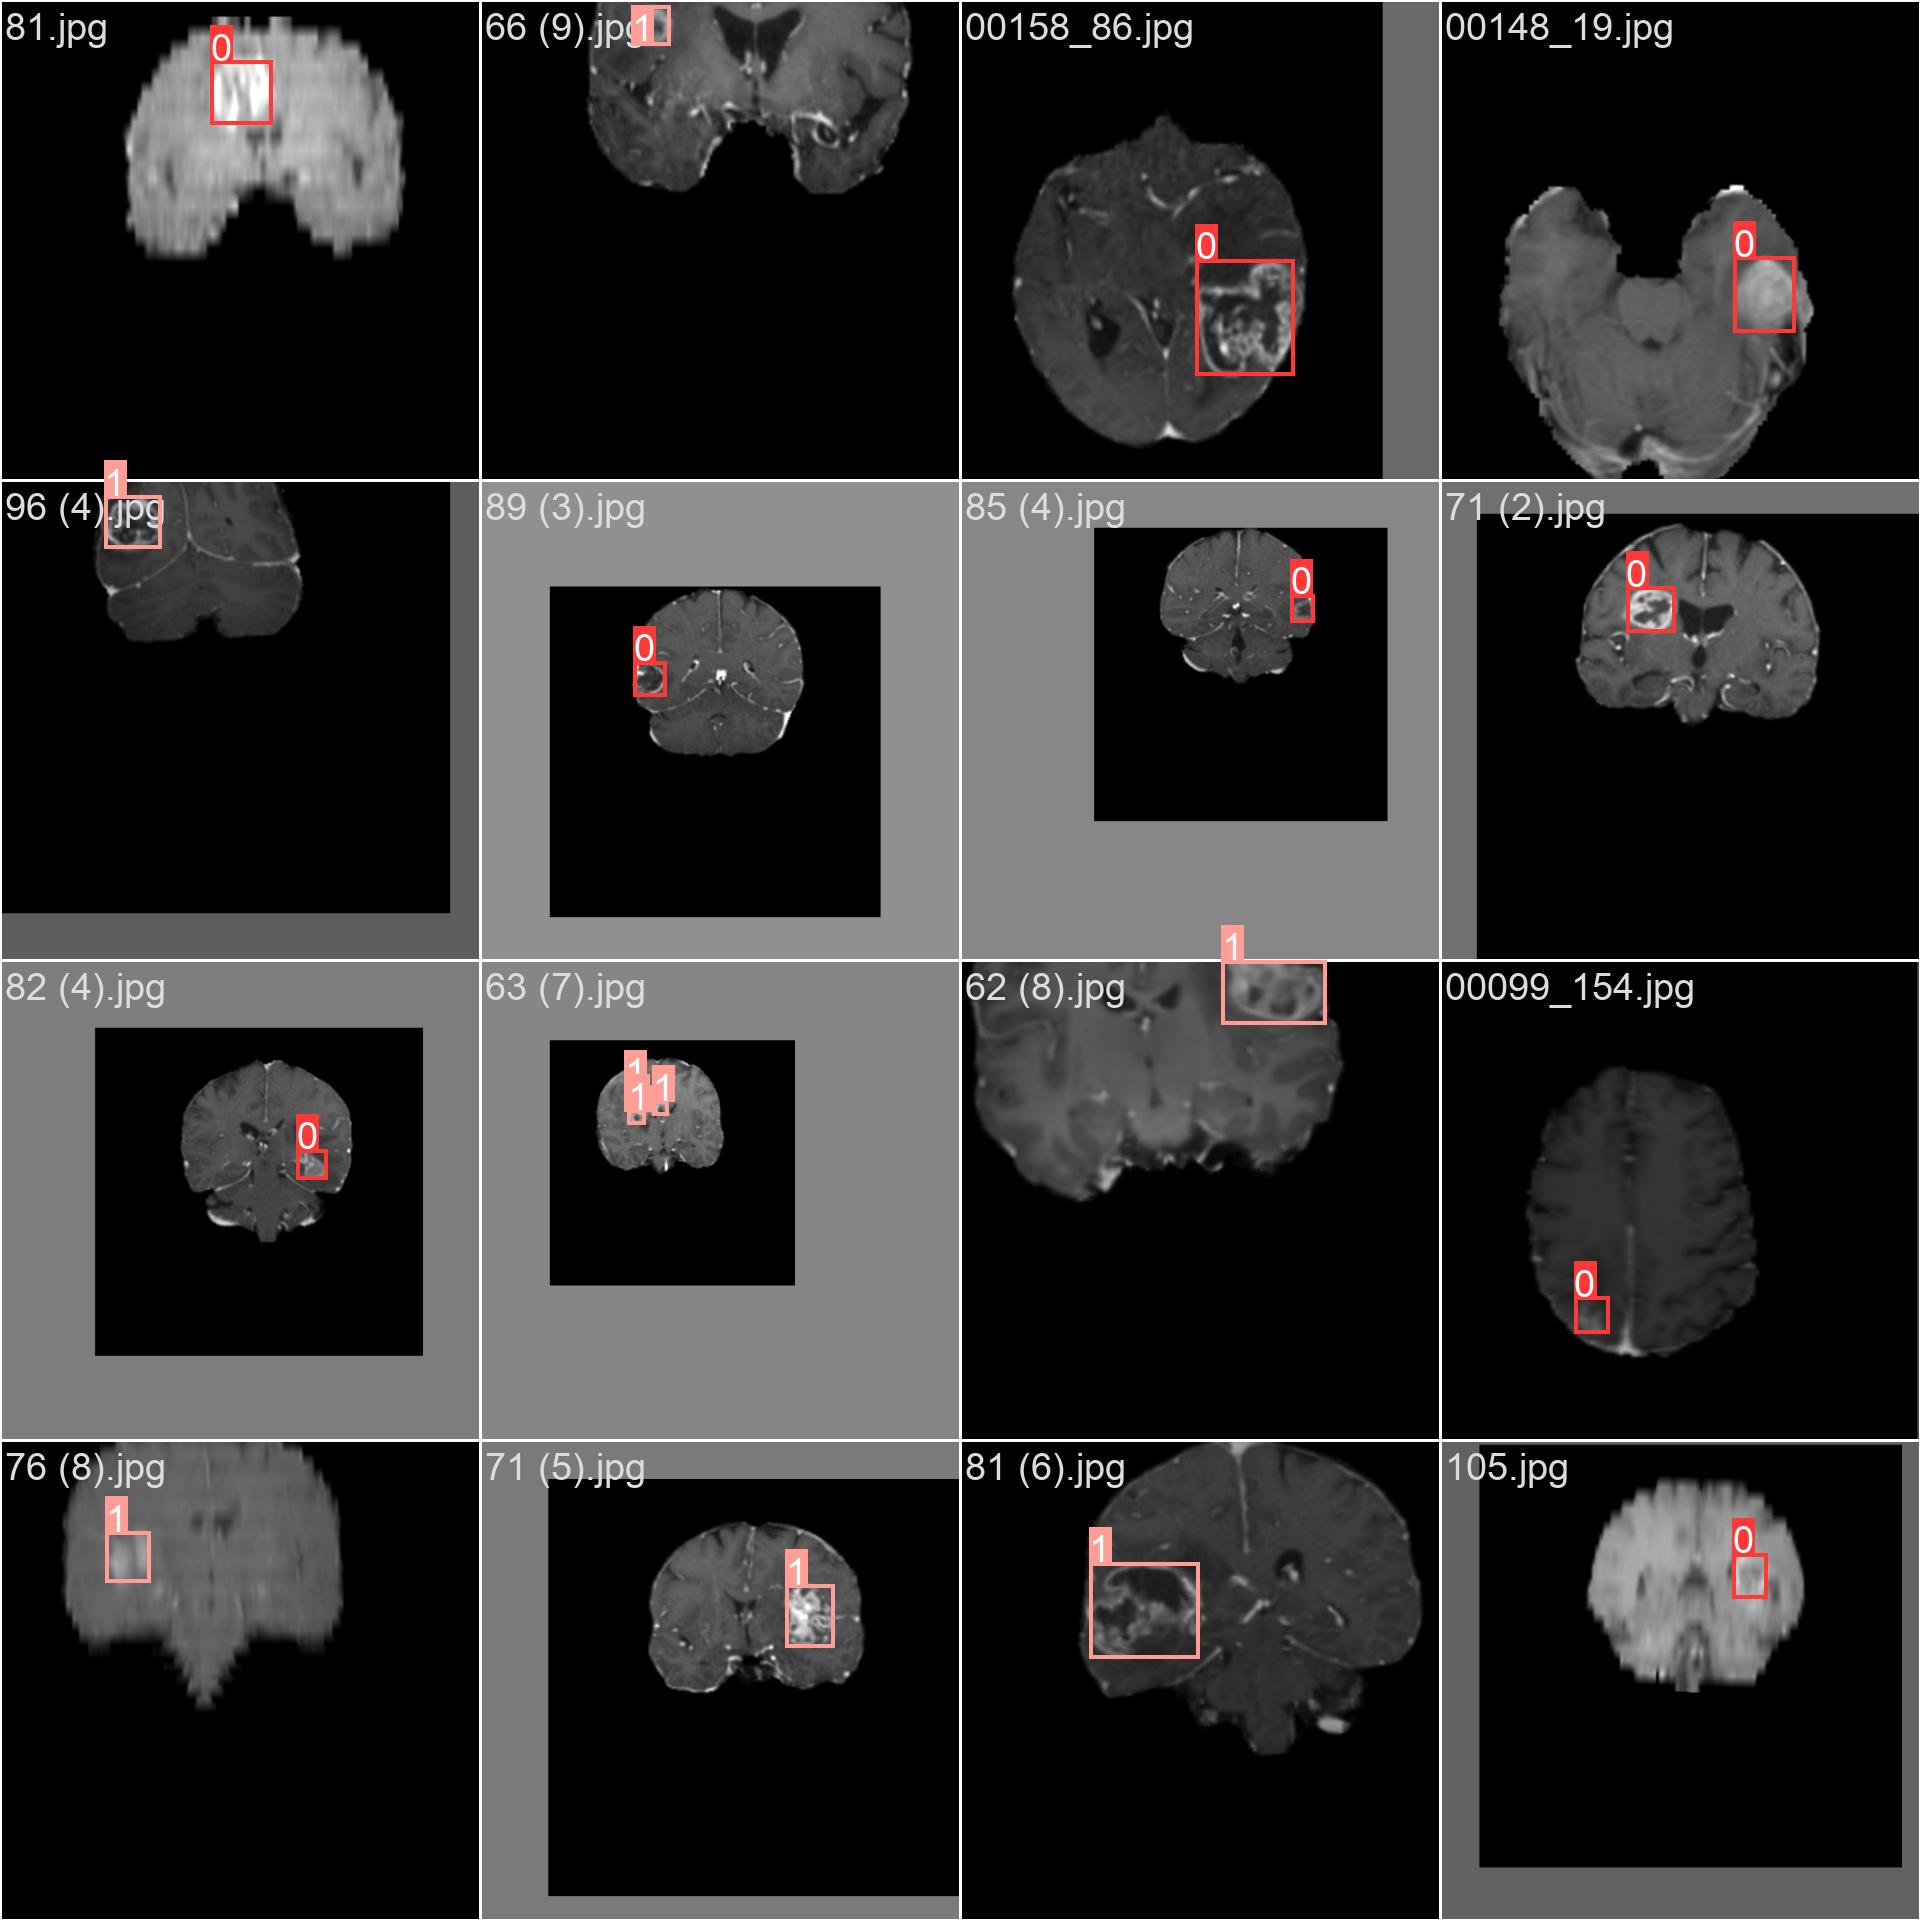 81.jpg
0
66 (9).jpg
1
00158_86.jpg
0
00148_19.jpg
0
96 (4).jpg
1
89 (3).jpg
0
85 (4).jpg
0
71 (2).jpg
0
82 (4).jpg
0
63 (7).jpg
1
1
1
62 (8).jpg
1
00099_154.jpg
0
76 (8).jpg
1
71 (5).jpg
1
81 (6).jpg
1
105.jpg
0